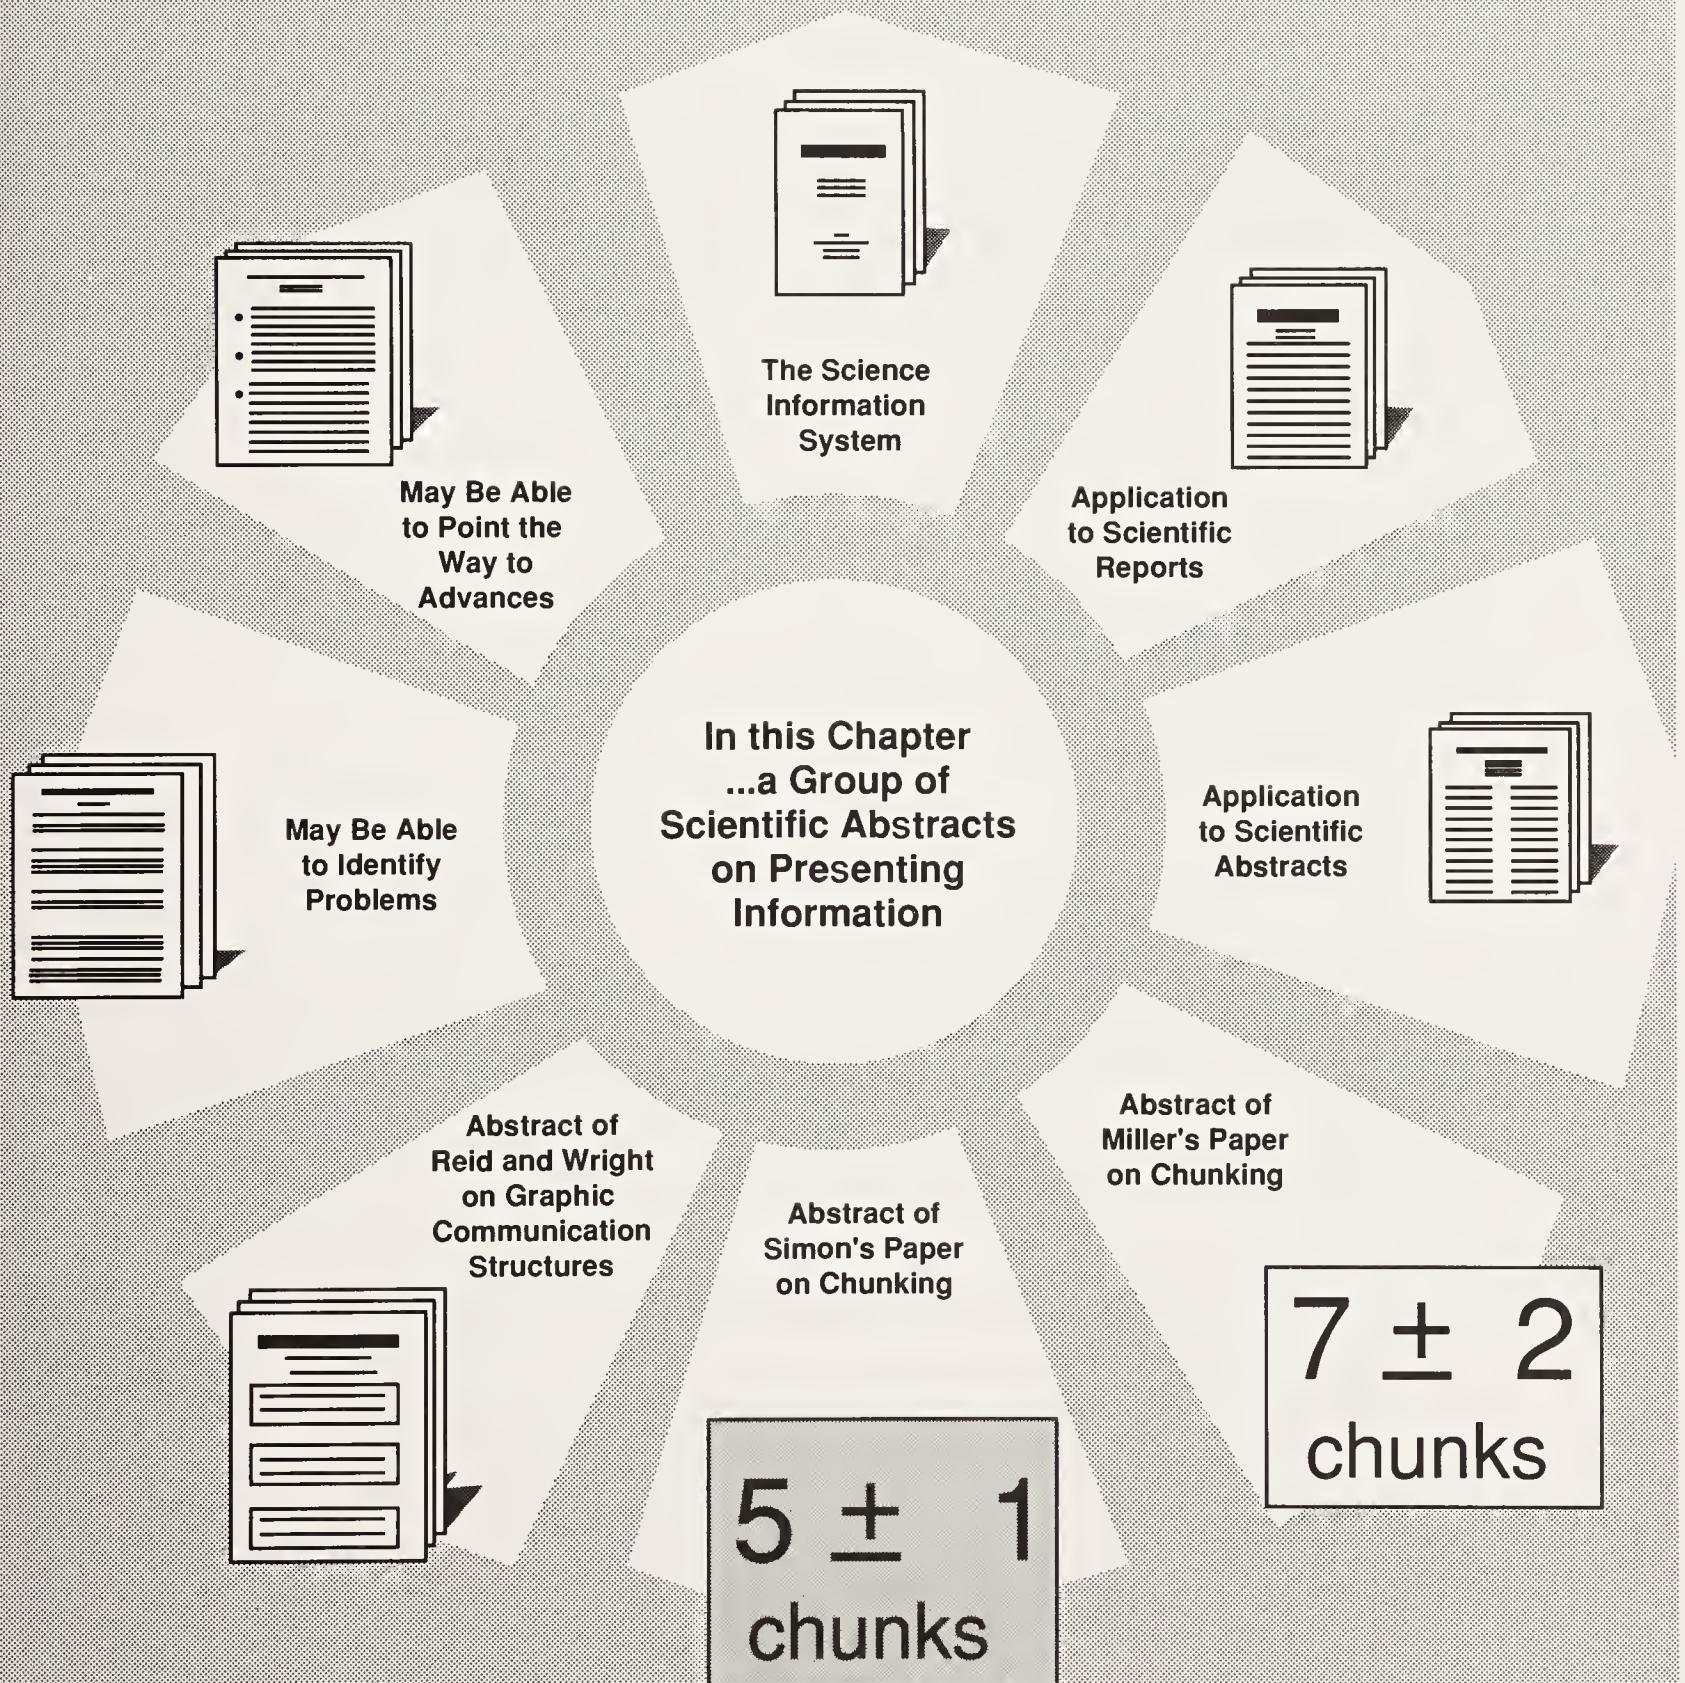 The Science
Information
System
Application
to Scientific
Reports
Application
to Scientific
Abstracts
Abstract of
Miller's Paper
on Chunking
7 ± 2
chunks
Abstract of
Simon's Paper
on Chunking
5 ± 1
chunks
Abstract of
Reid and Wright
on Graphic
Communication
Structures
May Be Able
to Identify
Problems
May Be Able
to Point the
Way to
Advances
In this Chapter
...a Group of
Scientific Abstracts
on Presenting
Information